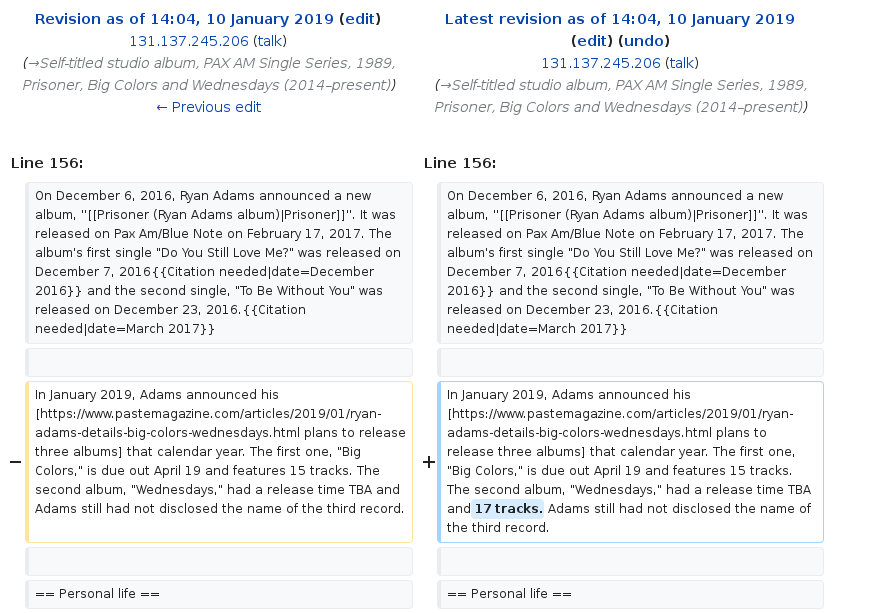 Revision as of 14:04, 10 January 2019 (edit)
131.137.245.206 (talk)
(→Self-titled studio album, PAX AM Single Series, 1989,
Prisoner, Big Colors and Wednesdays (2014–present))
← Previous edit
Latest revision as of 14:04, 10 January 2019
(edit) (undo)
131.137.245.206 (talk)
(→Self-titled studio album, PAX AM Single Series, 1989,
Prisoner, Big Colors and Wednesdays (2014–present))
Line 156:
Line 156:
On December 6, 2016, Ryan Adams announced a new
album, ''[[Prisoner (Ryan Adams album)|Prisoner]]''. It was
released on Pax Am/Blue Note on February 17, 2017. The
album's first single "Do You Still Love Me?" was released on
December 7, 2016{{Citation needed|date=December
2016}} and the second single, "To Be Without You" was
released on December 23, 2016.{{Citation
needed|date=March 2017}}
On December 6, 2016, Ryan Adams announced a new
album, ''[[Prisoner (Ryan Adams album)|Prisoner]]''. It was
released on Pax Am/Blue Note on February 17, 2017. The
album's first single "Do You Still Love Me?" was released on
December 7, 2016{{Citation needed|date=December
2016}} and the second single, "To Be Without You" was
released on December 23, 2016.{{Citation
needed|date=March 2017}}
−
In January 2019, Adams announced his
[https://www.pastemagazine.com/articles/2019/01/ryan-
adams-details-big-colors-wednesdays.html plans to release
three albums] that calendar year. The first one, "Big
Colors," is due out April 19 and features 15 tracks. The
second album, "Wednesdays," had a release time TBA and
Adams still had not disclosed the name of the third record.
+
In January 2019, Adams announced his
[https://www.pastemagazine.com/articles/2019/01/ryan-
adams-details-big-colors-wednesdays.html plans to
release three albums] that calendar year. The first one,
"Big Colors," is due out April 19 and features 15 tracks.
The second album, "Wednesdays," had a release time TBA
and 17 tracks. Adams still had not disclosed the name of
the third record.
== Personal life ==
== Personal life ==